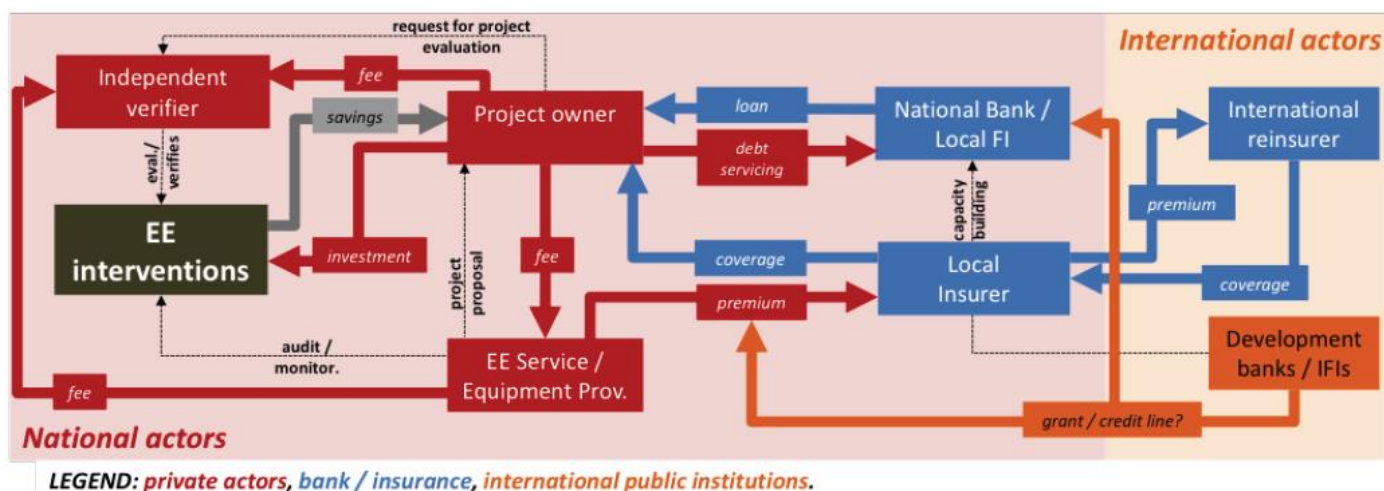 request for project
evaluation
International actors
Independent
verifier
fee
savings
Project owner
loan
National Bank /
Local FI
International
reinsurer
eval./
verifies
debt
servicing
capacity
building
premium
EE
interventions
investment
project
proposal
fee
coverage
Local
Insurer
coverage
premium
audit /
monitor.
EE Service /
Equipment Prov.
Development
banks / IFIs
fee
grant / credit line?
National actors
LEGEND: private actors, bank / insurance, international public institutions.